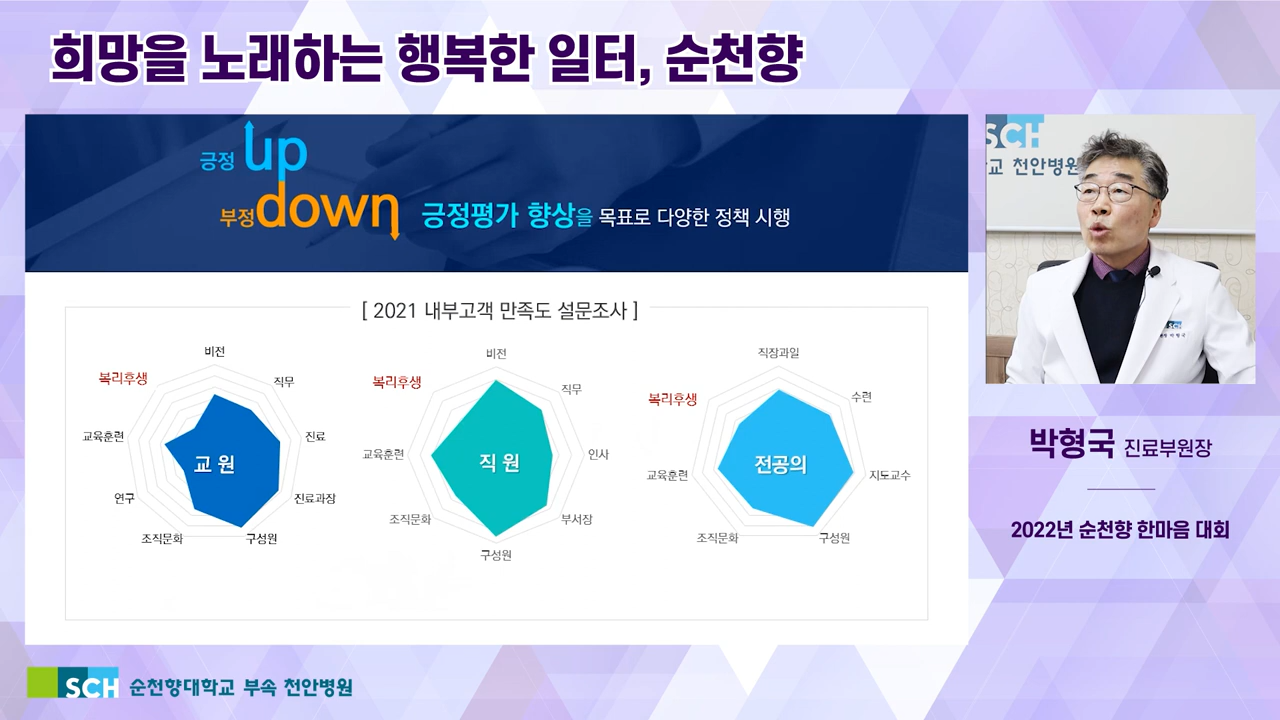 희망을 노래하는 행복한 일터, 순천향
긍정 up
부정 down 긍정평가 향상을 목표로 다양한 정책 시행
[ 2021 내부고객 만족도 설문조사 ]
비전
직무
진료
진료과장
구성원
조직문화
연구
교육훈련
복리후생
교 원
비전
직무
인사
부서장
구성원
조직문화
교육훈련
복리후생
직 원
직장과일
수련
지도교수
구성원
조직문화
교육훈련
복리후생
전공의
SCH
천안병원
SCH
박형국 진료부원장
2022년 순천향 한마음 대회
SCH 순천향대학교 부속 천안병원